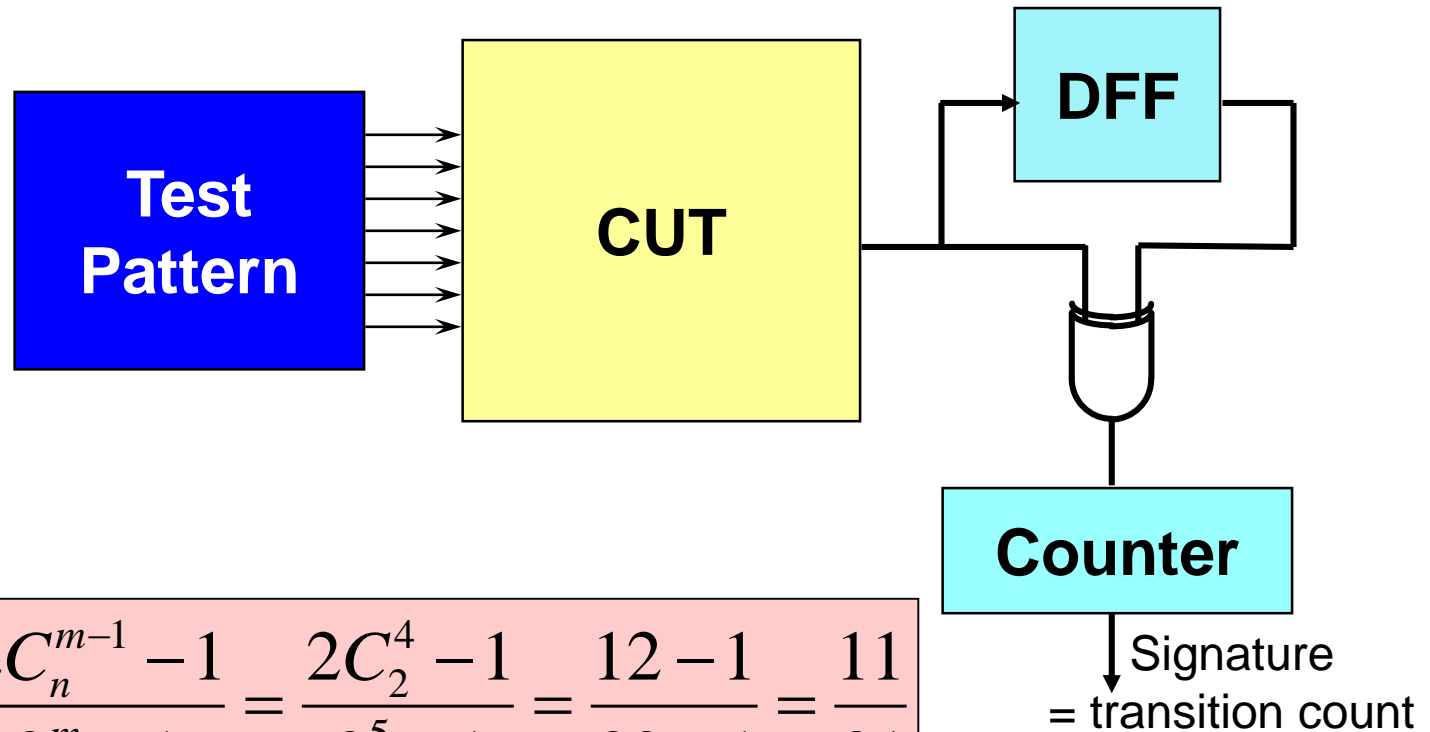 Test
Pattern
CUT
DFF
Counter
Signature
= transition count
C_n^{m-1} - 1 = 2C_2^4 - 1 = 12 - 1 = 11